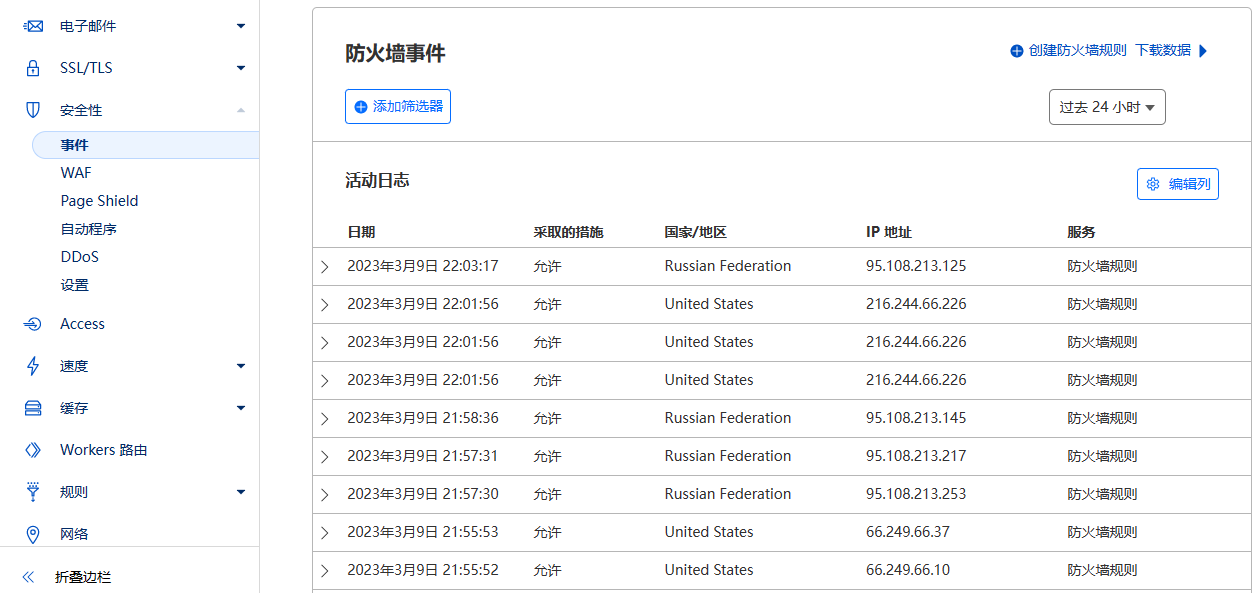 电子邮件
SSL/TLS
安全性
事件
WAF
Page Shield
自动程序
DDoS
设置
Access
速度
缓存
Workers 路由
规则
网络
折叠边栏
防火墙事件
创建防火墙规则 下载数据
添加筛选器
过去 24 小时
活动日志
编辑列
日期 采取的措施 国家/地区 IP 地址 服务
2023年3月9日 22:03:17 允许 Russian Federation 95.108.213.125 防火墙规则
2023年3月9日 22:01:56 允许 United States 216.244.66.226 防火墙规则
2023年3月9日 22:01:56 允许 United States 216.244.66.226 防火墙规则
2023年3月9日 22:01:56 允许 United States 216.244.66.226 防火墙规则
2023年3月9日 21:58:36 允许 Russian Federation 95.108.213.145 防火墙规则
2023年3月9日 21:57:31 允许 Russian Federation 95.108.213.217 防火墙规则
2023年3月9日 21:57:30 允许 Russian Federation 95.108.213.253 防火墙规则
2023年3月9日 21:55:53 允许 United States 66.249.66.37 防火墙规则
2023年3月9日 21:55:52 允许 United States 66.249.66.10 防火墙规则